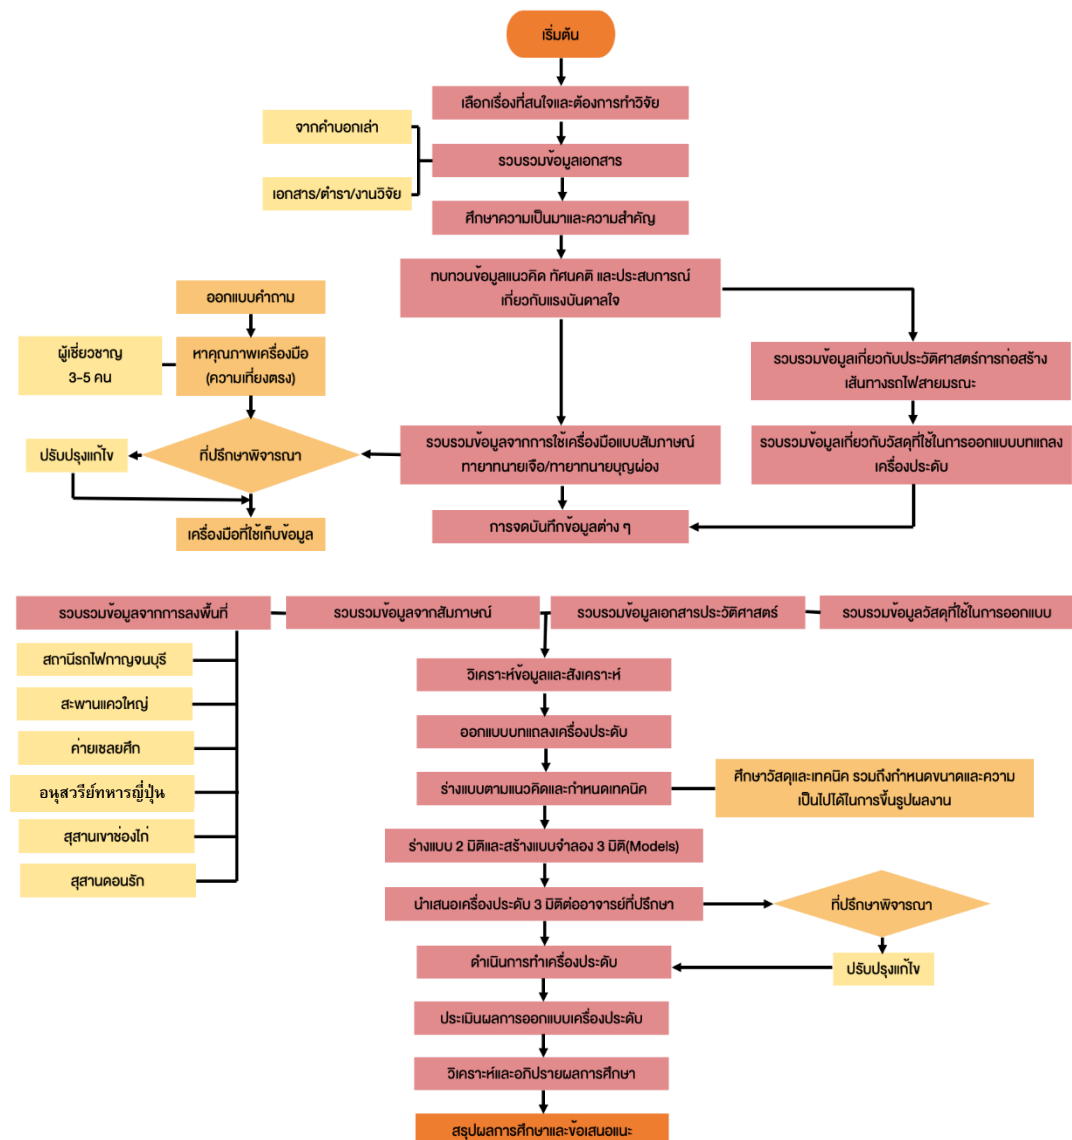 เริ่มต้น
เลือกเรื่องที่สนใจและต้องการทำวิจัย
จากคำบอกเล่า
รวบรวมข้อมูลเอกสาร
เอกสาร/ตำรา/งานวิจัย
ศึกษาความเป็นมาและความสำคัญ
ทบทวนข้อมูลแนวคิด ทัศนคติ และประสบการณ์
เกี่ยวกับแรงบันดาลใจ
ออกแบบคำถาม
ผู้เชี่ยวชาญ
3-5 คน
หาคุณภาพเครื่องมือ
(ความเที่ยงตรง)
รวบรวมข้อมูลเกี่ยวกับประวัติศาสตร์การก่อสร้าง
เส้นทางรถไฟสายมรณะ
ปรับปรุงแก้ไข
ที่ปรึกษาพิจารณา
รวบรวมข้อมูลจากการใช้เครื่องมือแบบสัมภาษณ์
ทายาทนายเจือ/ทายาทนายบุญผ่อง
รวบรวมข้อมูลเกี่ยวกับวัสดุที่ใช้ในการออกแบบบทแถลง
เครื่องประดับ
เครื่องมือที่ใช้เก็บข้อมูล
การจดบันทึกข้อมูลต่าง ๆ
รวบรวมข้อมูลจากการลงพื้นที่
รวบรวมข้อมูลจากสัมภาษณ์
รวบรวมข้อมูลเอกสารประวัติศาสตร์
รวบรวมข้อมูลวัสดุที่ใช้ในการออกแบบ
สถานีรถไฟกาญจนบุรี
สะพานแควใหญ่
ค่ายเชลยศึก
อนุสวรีย์ทหารญี่ปุ่น
สุสานเขาช่องไก่
สุสานดอนรัก
วิเคราะห์ข้อมูลและสังเคราะห์
ออกแบบบทแถลงเครื่องประดับ
ร่างแบบตามแนวคิดและกำหนดเทคนิค
ศึกษาวัสดุและเทคนิค รวมถึงกำหนดขนาดและความ
เป็นไปได้ในการขึ้นรูปผลงาน
ร่างแบบ 2 มิติและสร้างแบบจำลอง 3 มิติ(Models)
นำเสนอเครื่องประดับ 3 มิติต่ออาจารย์ที่ปรึกษา
ที่ปรึกษาพิจารณา
ดำเนินการทำเครื่องประดับ
ปรับปรุงแก้ไข
ประเมินผลการออกแบบเครื่องประดับ
วิเคราะห์และอภิปรายผลการศึกษา
สรุปผลการศึกษาและข้อเสนอแนะ